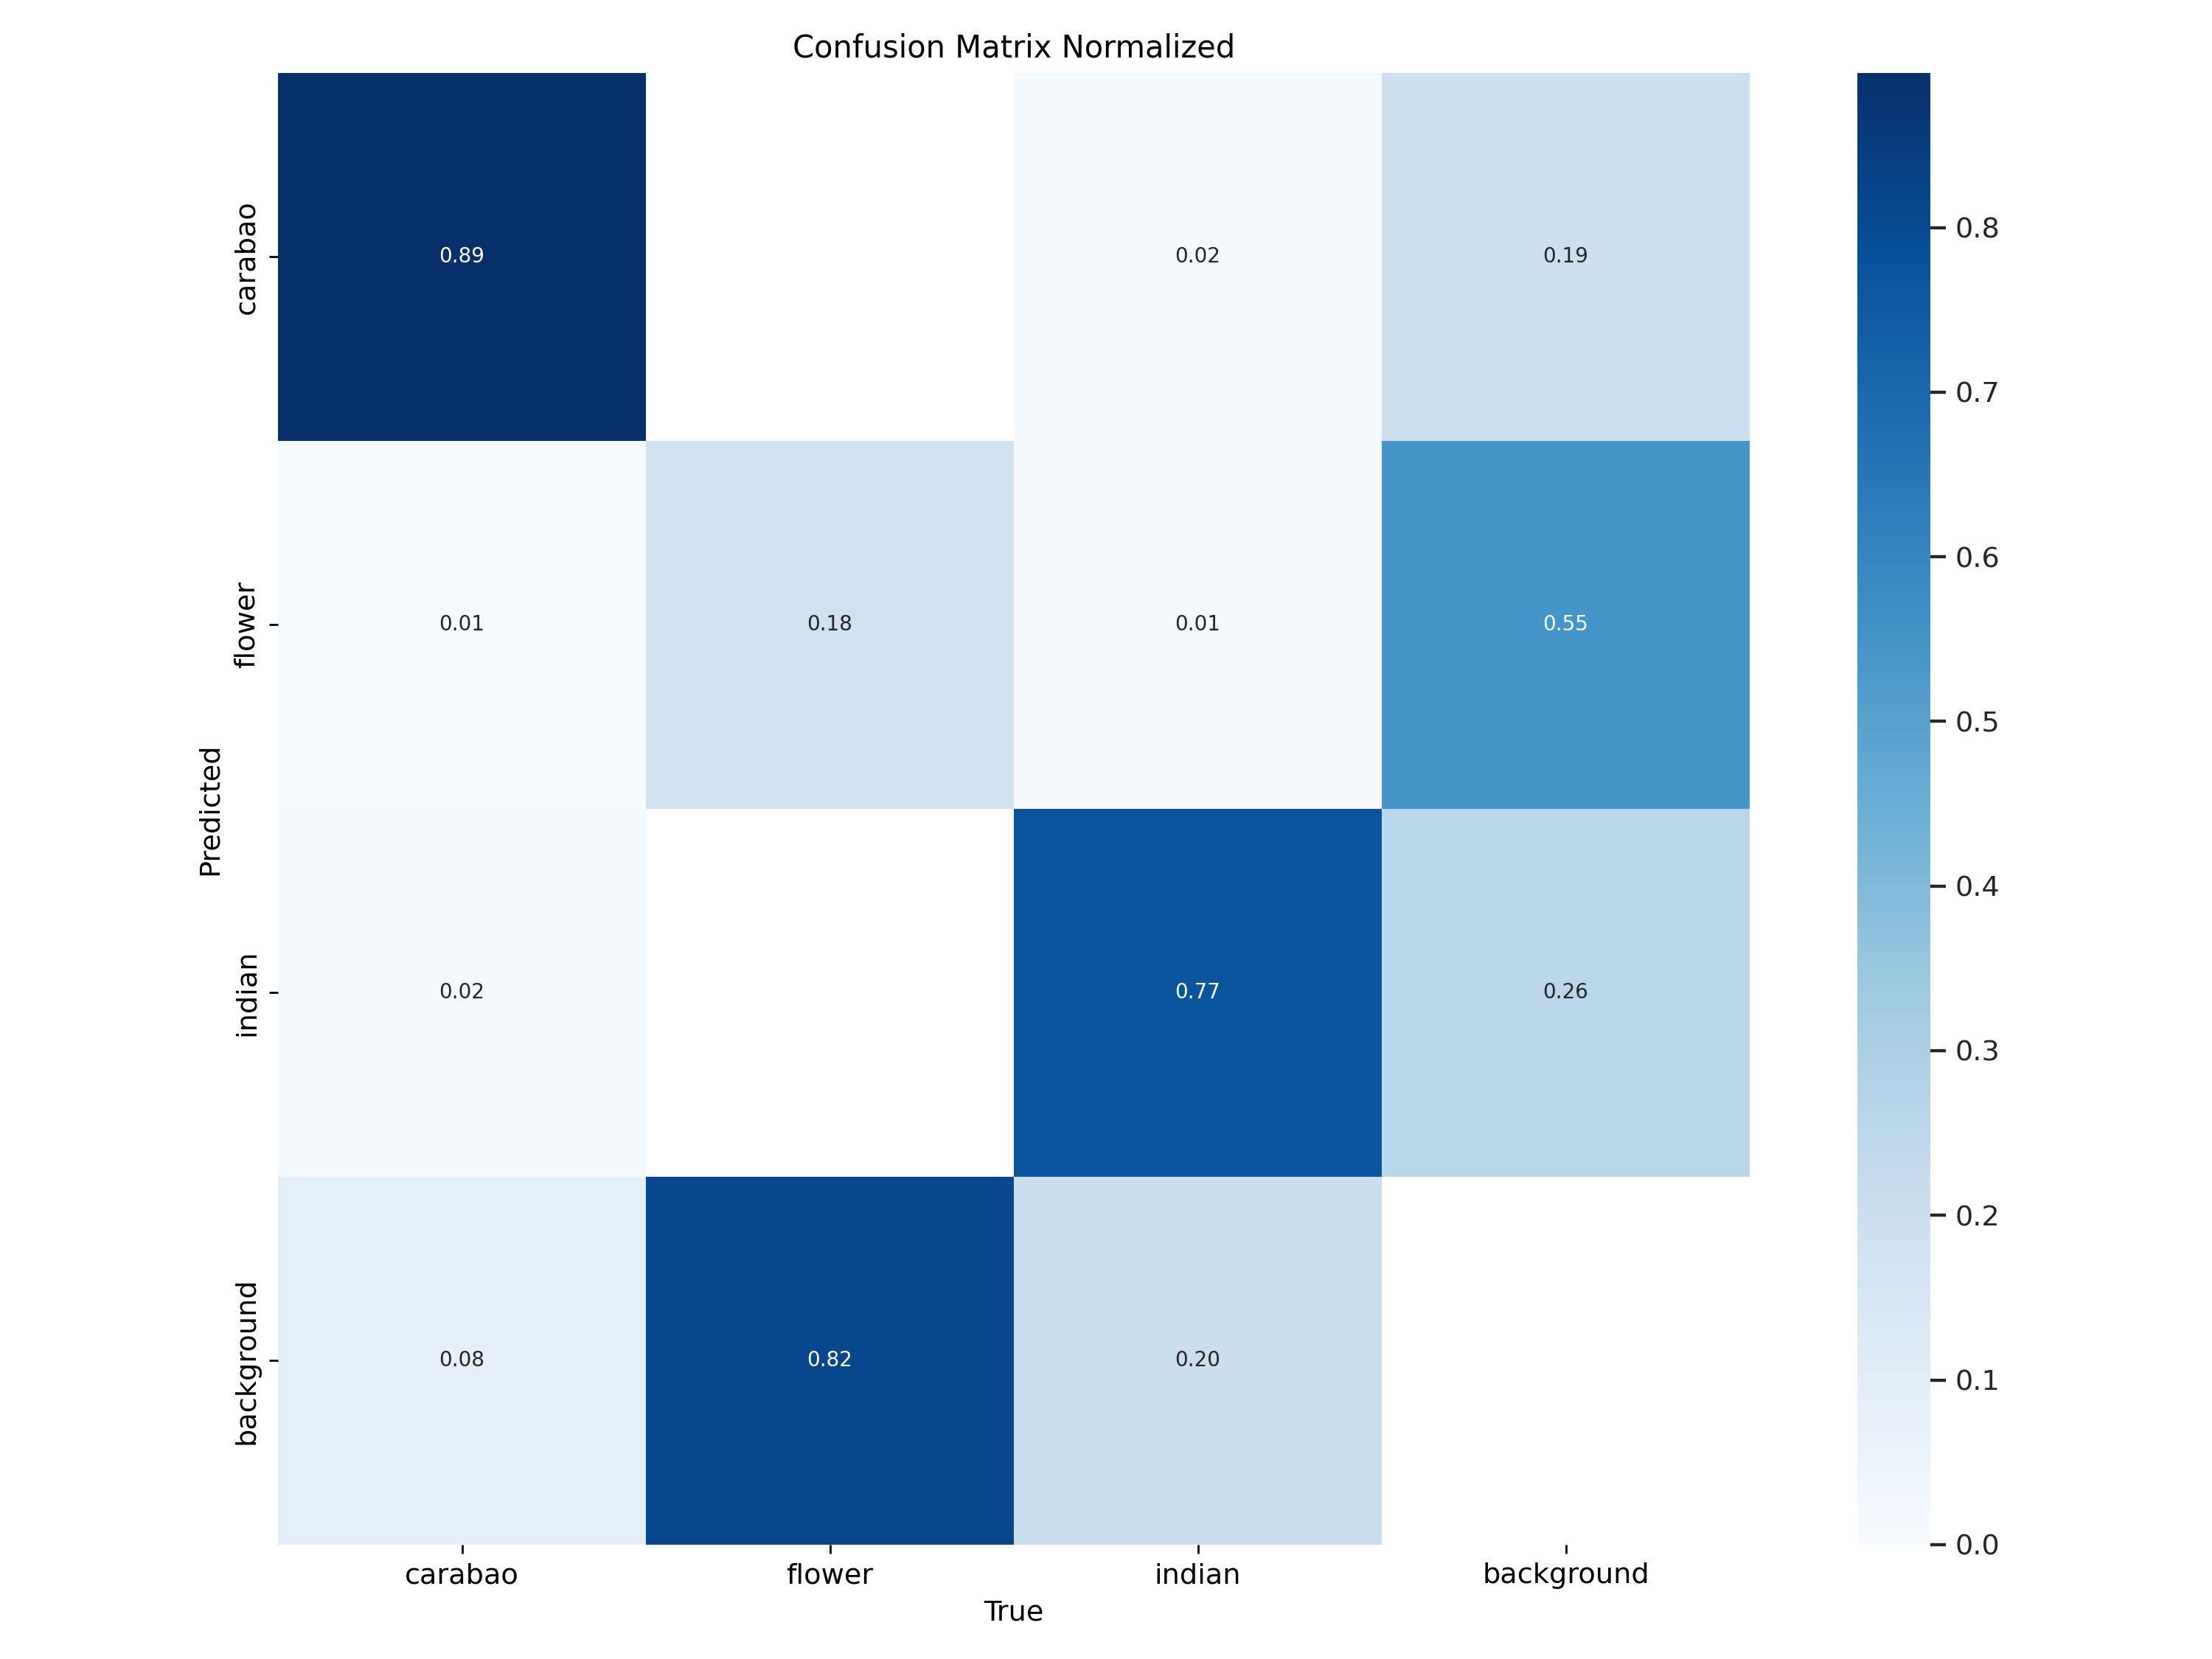 Confusion Matrix Normalized
carabao
0.89
0.02
0.19
flower
0.01
0.18
0.01
0.55
indian
0.02
0.77
0.26
background
0.08
0.82
0.20
Predicted
carabao
flower
indian
background
True
0.8
0.7
0.6
0.5
0.4
0.3
0.2
0.1
0.0